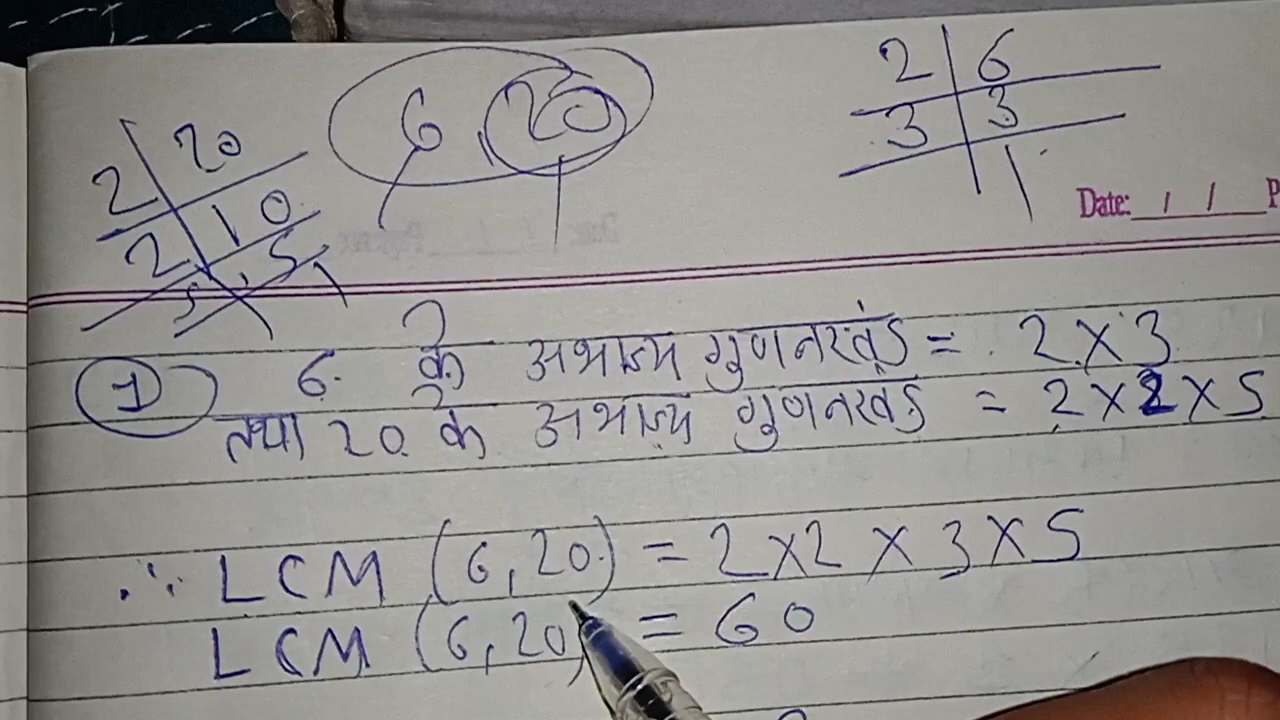 6, 20
2 | 20
2 | 10
5 | 5
1
2 | 6
3 | 3
1
Date: / / P
① 6 के अभाज्य गुणनखंड = 2 × 3
तथा 20 के अभाज्य गुणनखंड = 2 × 2 × 5
∴ LCM (6, 20) = 2 × 2 × 3 × 5
LCM (6, 20) = 60